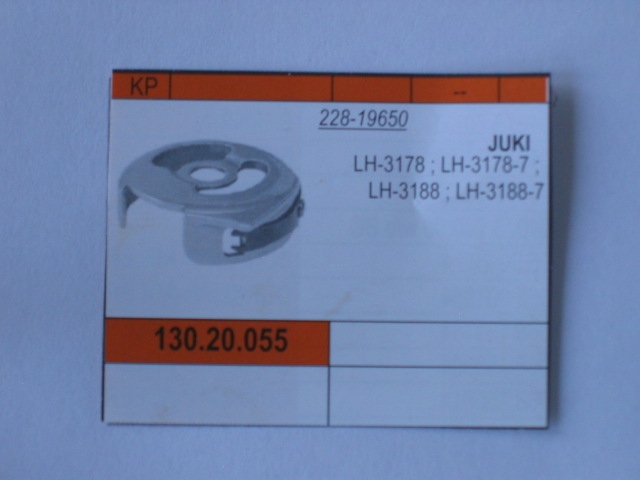 KP --
228-19650
JUKI
LH-3178 ; LH-3178-7 ;
LH-3188 ; LH-3188-7
130.20.055